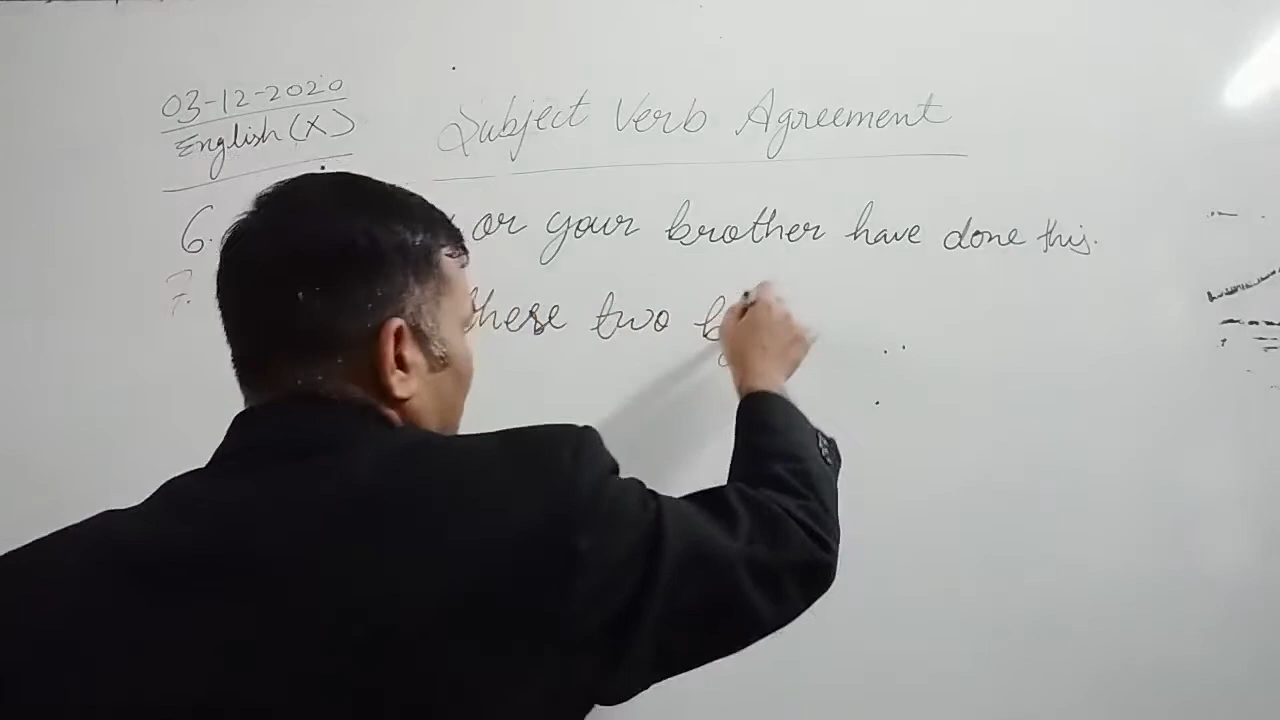 03-12-2020
English (X)
Subject Verb Agreement
6. or your brother have done this.
7. these two